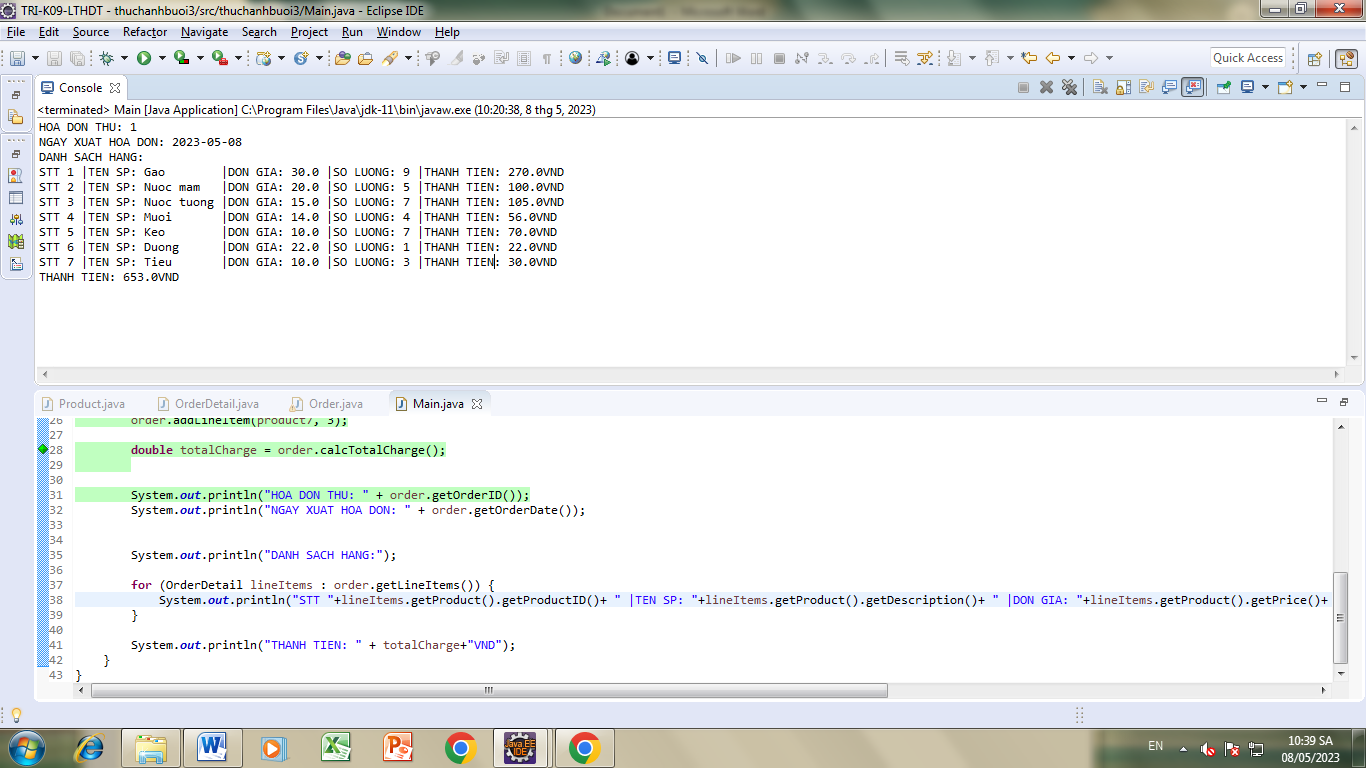 TRI-K09-LTHDT - thuchanhbuoi3/src/thuchanhbuoi3/Main.java - Eclipse IDE
File Edit Source Refactor Navigate Search Project Run Window Help
Quick Access
Console
<terminated> Main [Java Application] C:\Program Files\Java\jdk-11\bin\javaw.exe (10:20:38, 8 thg 5, 2023)
HOA DON THU: 1
NGAY XUAT HOA DON: 2023-05-08
DANH SACH HANG:
STT 1 |TEN SP: Gao        |DON GIA: 30.0 |SO LUONG: 9 |THANH TIEN: 270.0VND
STT 2 |TEN SP: Nuoc mam   |DON GIA: 20.0 |SO LUONG: 5 |THANH TIEN: 100.0VND
STT 3 |TEN SP: Nuoc tuong |DON GIA: 15.0 |SO LUONG: 7 |THANH TIEN: 105.0VND
STT 4 |TEN SP: Muoi       |DON GIA: 14.0 |SO LUONG: 4 |THANH TIEN: 56.0VND
STT 5 |TEN SP: Keo        |DON GIA: 10.0 |SO LUONG: 7 |THANH TIEN: 70.0VND
STT 6 |TEN SP: Duong      |DON GIA: 22.0 |SO LUONG: 1 |THANH TIEN: 22.0VND
STT 7 |TEN SP: Tieu       |DON GIA: 10.0 |SO LUONG: 3 |THANH TIEN: 30.0VND
THANH TIEN: 653.0VND
Product.java OrderDetail.java Order.java Main.java
26 order.addLineItem(product7, 3);
27
28 double totalCharge = order.calcTotalCharge();
29
30
31 System.out.println("HOA DON THU: " + order.getOrderID());
32 System.out.println("NGAY XUAT HOA DON: " + order.getOrderDate());
33
34
35 System.out.println("DANH SACH HANG:");
36
37 for (OrderDetail lineItems : order.getLineItems()) {
38 System.out.println("STT "+lineItems.getProduct().getProductID()+ " |TEN SP: "+lineItems.getProduct().getDescription()+ " |DON GIA: "+lineItems.getProduct().getPrice()+
39 }
40
41 System.out.println("THANH TIEN: " + totalCharge+"VND");
42 }
43 }
Java EE
IDE
EN
10:39 SA
08/05/2023